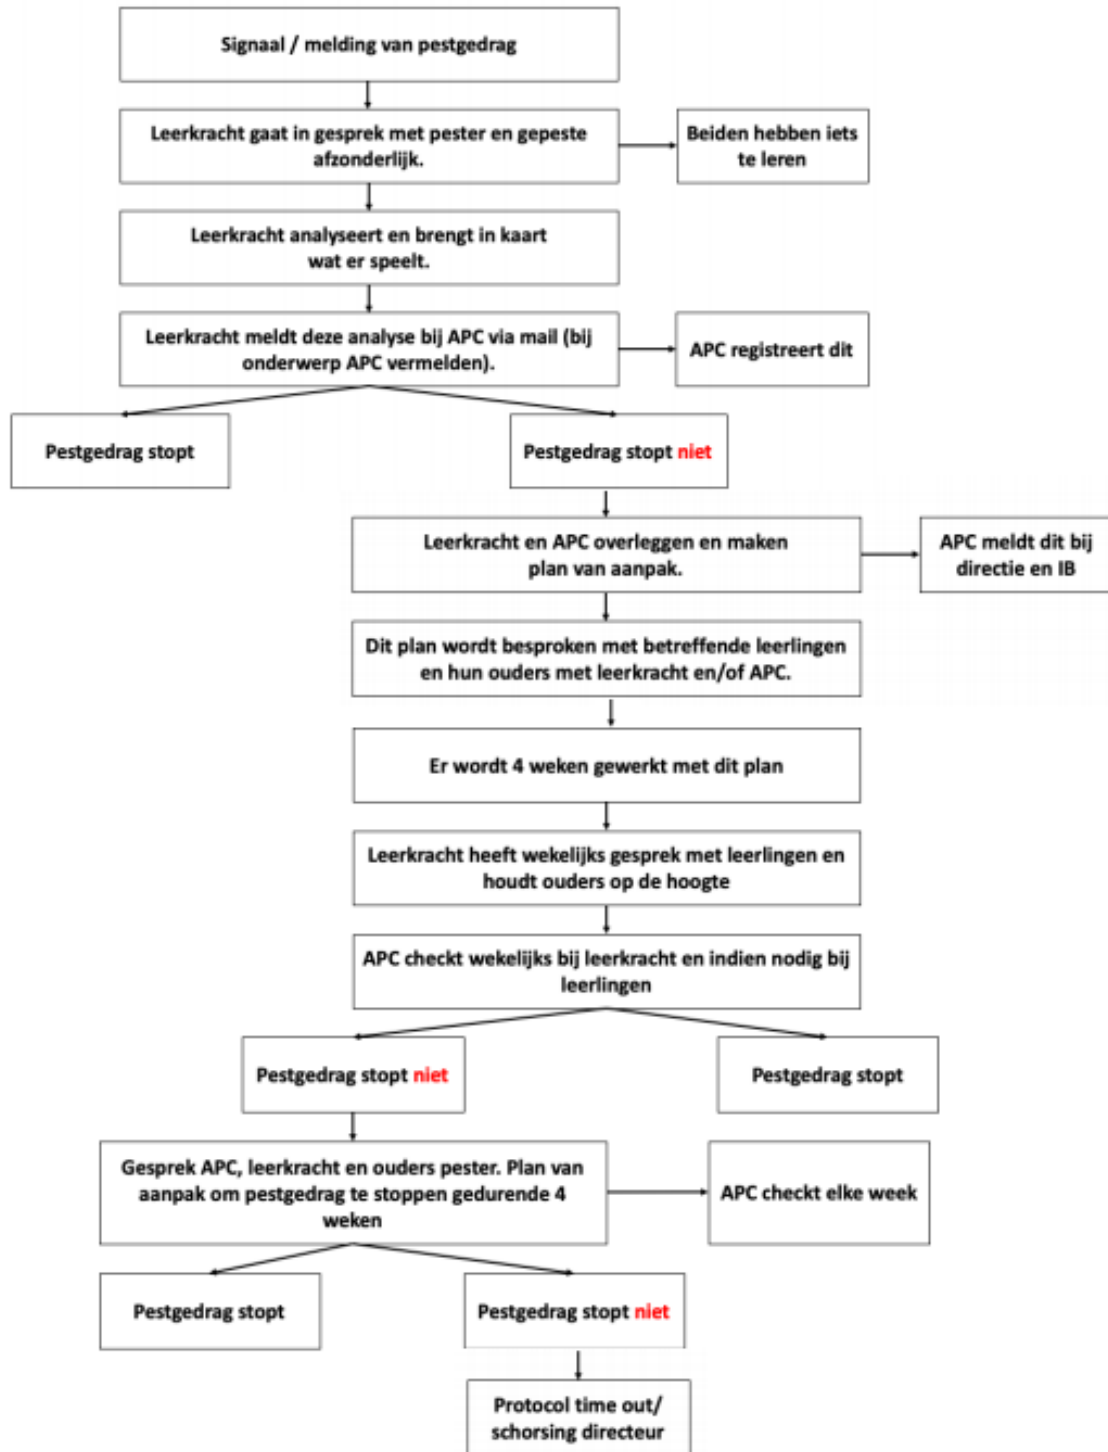 Signaal / melding van pestgedrag
Leerkracht gaat in gesprek met pester en gepeste
afzonderlijk.
Beiden hebben iets
te leren
Leerkracht analyseert en brengt in kaart
wat er speelt.
Leerkracht meldt deze analyse bij APC via mail (bij
onderwerp APC vermelden).
APC registreert dit
Pestgedrag stopt
Pestgedrag stopt niet
Leerkracht en APC overleggen en maken
plan van aanpak.
APC meldt dit bij
directie en IB
Dit plan wordt besproken met betreffende leerlingen
en hun ouders met leerkracht en/of APC.
Er wordt 4 weken gewerkt met dit plan
Leerkracht heeft wekelijks gesprek met leerlingen en
houdt ouders op de hoogte
APC checkt wekelijks bij leerkracht en indien nodig bij
leerlingen
Pestgedrag stopt niet
Pestgedrag stopt
Gesprek APC, leerkracht en ouders pester. Plan van
aanpak om pestgedrag te stoppen gedurende 4
weken
APC checkt elke week
Pestgedrag stopt
Pestgedrag stopt niet
Protocol time out/
schorsing directeur